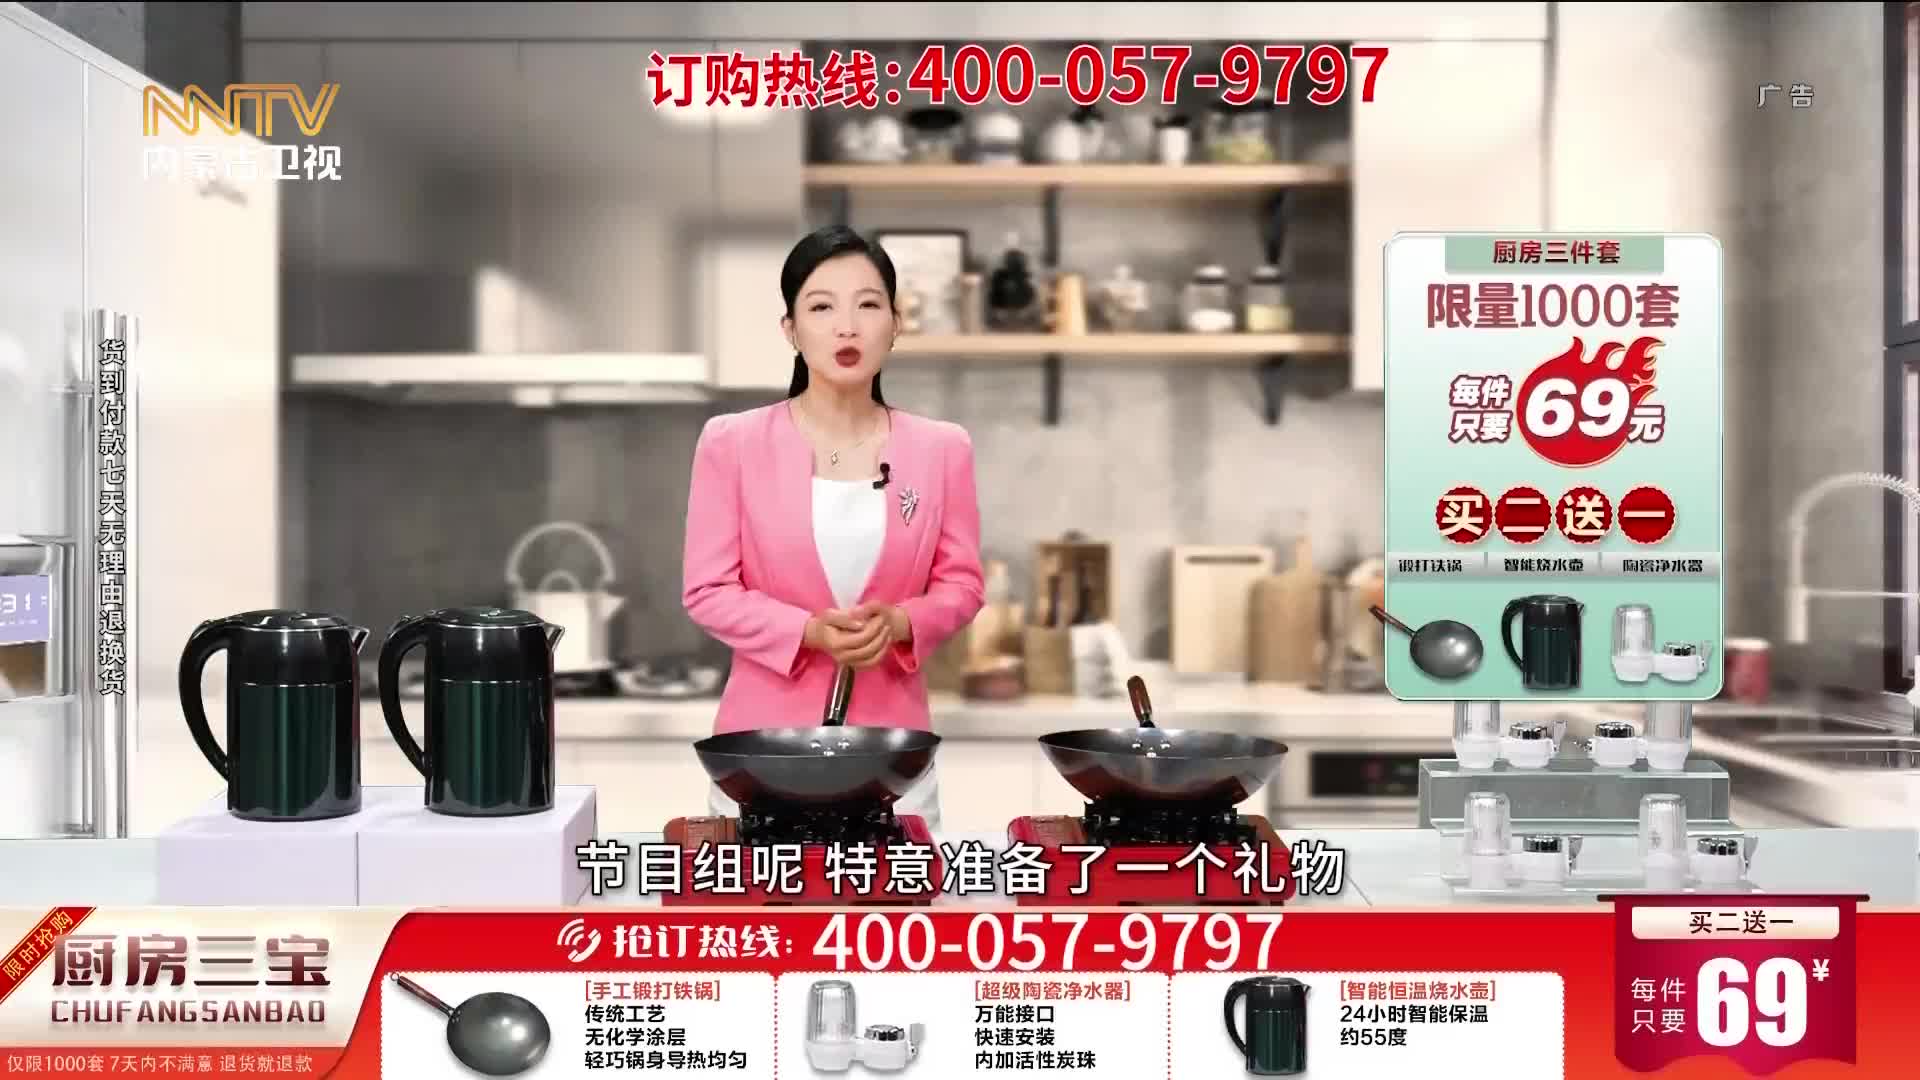 订购热线:400-057-9797
NNTV
内蒙古卫视
广告
货到付款七天无理由退换货
厨房三件套
限量1000套
每件只要69元
买二送一
锻打铁锅 智能烧水壶 陶瓷净水器
节目组呢 特意准备了一个礼物
限时抢购
厨房三宝
CHUFANGSANBAO
仅限1000套 7天内不满意 退货就退款
抢订热线: 400-057-9797
[手工锻打铁锅]
传统工艺
无化学涂层
轻巧锅身导热均匀
[超级陶瓷净水器]
万能接口
快速安装
内加活性炭珠
[智能恒温烧水壶]
24小时智能保温
约55度
买二送一
每件只要69¥